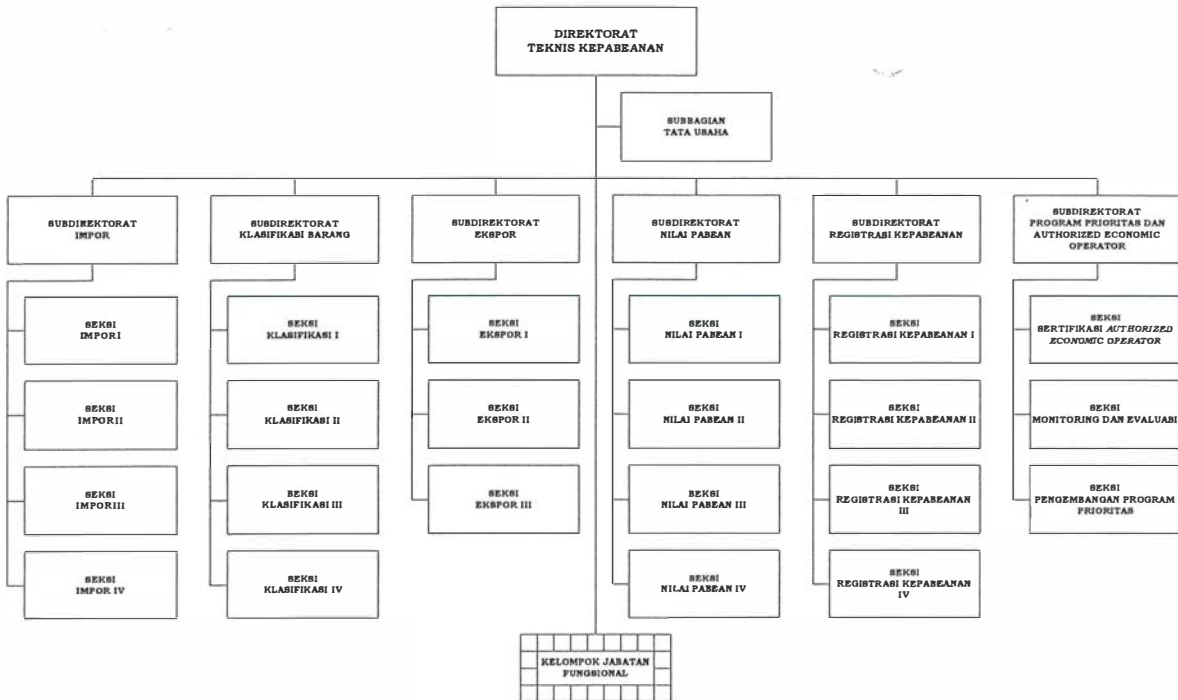 DIREKTORAT
TEKNIS KEPABEANAN
SUBBAGIAN
TATA USAHA
SUBDIREKTORAT
IMPOR
SUBDIREKTORAT
KLASIFIKASI BARANG
SUBDIREKTORAT
EKSPOR
SUBDIREKTORAT
NILAI PABEAN
SUBDIREKTORAT
REGISTRASI KEPABEANAN
SUBDIREKTORAT
PROGRAM PRIORITAS DAN
AUTHORIZED ECONOMIC
OPERATOR
SEKSI
IMPOR I
SEKSI
KLASIFIKASI I
SEKSI
EKSPOR I
SEKSI
NILAI PABEAN I
SEKSI
REGISTRASI KEPABEANAN I
SEKSI
SERTIFIKASI AUTHORIZED
ECONOMIC OPERATOR
SEKSI
IMPOR II
SEKSI
KLASIFIKASI II
SEKSI
EKSPOR II
SEKSI
NILAI PABEAN II
SEKSI
REGISTRASI KEPABEANAN II
SEKSI
MONITORING DAN EVALUASI
SEKSI
IMPOR III
SEKSI
KLASIFIKASI III
SEKSI
EKSPOR III
SEKSI
NILAI PABEAN III
SEKSI
REGISTRASI KEPABEANAN
III
SEKSI
PENGEMBANGAN PROGRAM
PRIORITAS
SEKSI
IMPOR IV
SEKSI
KLASIFIKASI IV
SEKSI
NILAI PABEAN IV
SEKSI
REGISTRASI KEPABEANAN
IV
KELOMPOK JABATAN
FUNGSIONAL